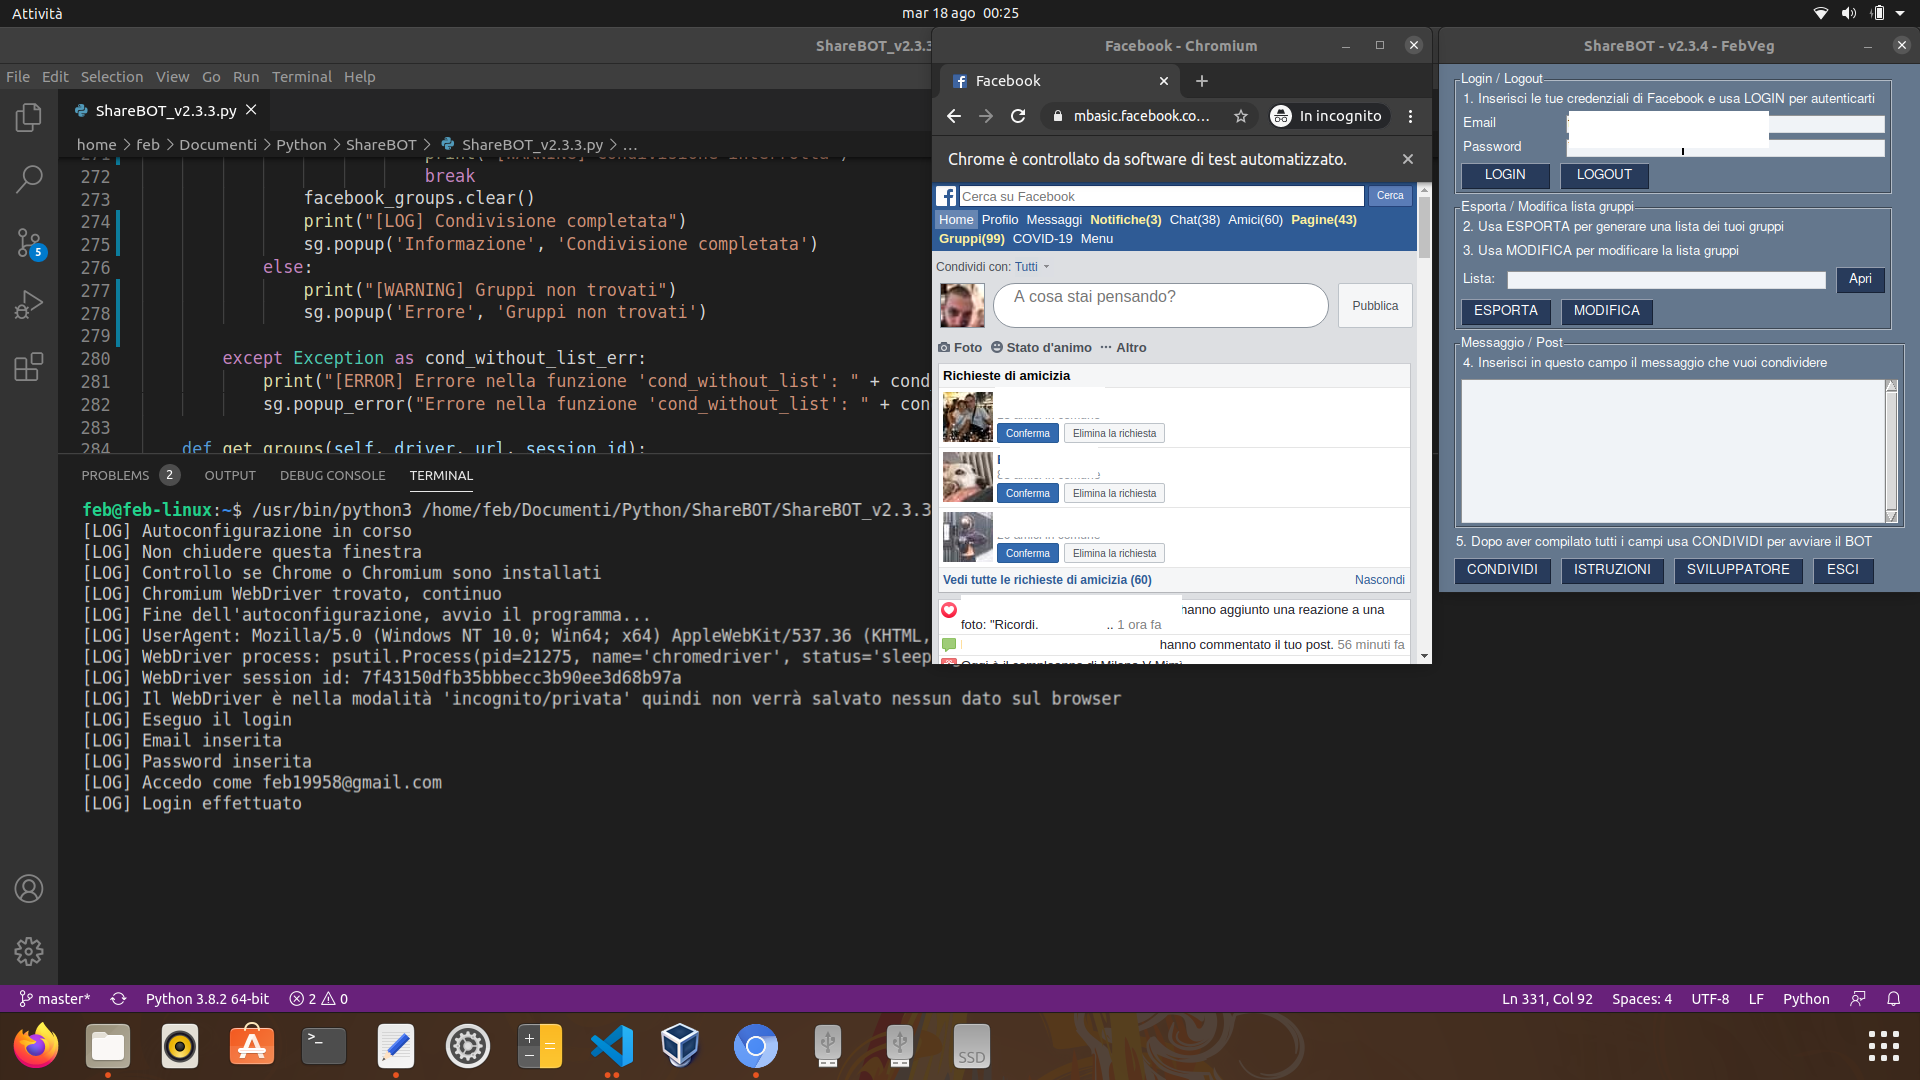 Attività
mar 18 ago 00:25
ShareBOT_v2.3.3
File Edit Selection View Go Run Terminal Help
ShareBOT_v2.3.3.py
home > feb > Documenti > Python > ShareBOT > ShareBOT_v2.3.3.py > ...
272 break
273 facebook_groups.clear()
274 print("[LOG] Condivisione completata")
275 sg.popup('Informazione', 'Condivisione completata')
276 else:
277 print("[WARNING] Gruppi non trovati")
278 sg.popup('Errore', 'Gruppi non trovati')
279
280 except Exception as cond_without_list_err:
281 print("[ERROR] Errore nella funzione 'cond_without_list': " + cond_
282 sg.popup_error("Errore nella funzione 'cond_without_list': " + con
283
284 def get_groups(self, driver, url, session_id):
PROBLEMS 2 OUTPUT DEBUG CONSOLE TERMINAL
feb@feb-linux:~$ /usr/bin/python3 /home/feb/Documenti/Python/ShareBOT/ShareBOT_v2.3.3
[LOG] Autoconfigurazione in corso
[LOG] Non chiudere questa finestra
[LOG] Controllo se Chrome o Chromium sono installati
[LOG] Chromium WebDriver trovato, continuo
[LOG] Fine dell'autoconfigurazione, avvio il programma...
[LOG] UserAgent: Mozilla/5.0 (Windows NT 10.0; Win64; x64) AppleWebKit/537.36 (KHTML,
[LOG] WebDriver process: psutil.Process(pid=21275, name='chromedriver', status='sleep
[LOG] WebDriver session id: 7f43150dfb35bbbecc3b90ee3d68b97a
[LOG] Il WebDriver è nella modalità 'incognito/privata' quindi non verrà salvato nessun dato sul browser
[LOG] Eseguo il login
[LOG] Email inserita
[LOG] Password inserita
[LOG] Accedo come feb19958@gmail.com
[LOG] Login effettuato
master* Python 3.8.2 64-bit 2 0
Ln 331, Col 92 Spaces: 4 UTF-8 LF Python
Facebook - Chromium
Facebook
mbasic.facebook.co... In incognito
Chrome è controllato da software di test automatizzato.
Cerca su Facebook Cerca
Home Profilo Messaggi Notifiche(3) Chat(38) Amici(60) Pagine(43)
Gruppi(99) COVID-19 Menu
Condividi con: Tutti
A cosa stai pensando? Pubblica
Foto Stato d'animo ··· Altro
Richieste di amicizia
Conferma Elimina la richiesta
Conferma Elimina la richiesta
Conferma Elimina la richiesta
Vedi tutte le richieste di amicizia (60) Nascondi
hanno aggiunto una reazione a una
foto: "Ricordi. .. 1 ora fa
hanno commentato il tuo post. 56 minuti fa
ShareBOT - v2.3.4 - FebVeg
Login / Logout
1. Inserisci le tue credenziali di Facebook e usa LOGIN per autenticarti
Email
Password
LOGIN LOGOUT
Esporta / Modifica lista gruppi
2. Usa ESPORTA per generare una lista dei tuoi gruppi
3. Usa MODIFICA per modificare la lista gruppi
Lista: Apri
ESPORTA MODIFICA
Messaggio / Post
4. Inserisci in questo campo il messaggio che vuoi condividere
5. Dopo aver compilato tutti i campi usa CONDIVIDI per avviare il BOT
CONDIVIDI ISTRUZIONI SVILUPPATORE ESCI
SSD